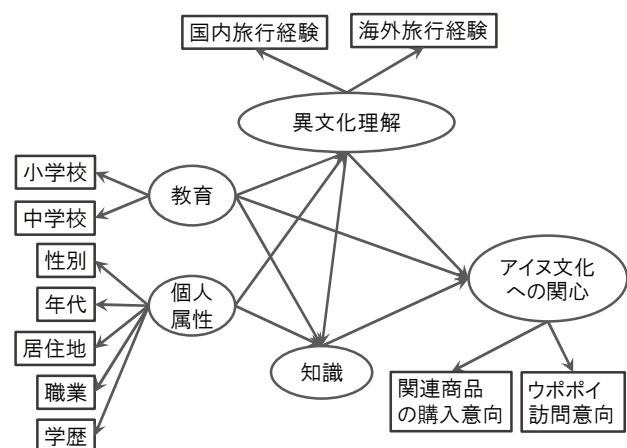 国内旅行経験
海外旅行経験
異文化理解
小学校
教育
中学校
性別
年代
個人
属性
居住地
職業
学歴
知識
アイヌ文化
への関心
関連商品
の購入意向
ウポポイ
訪問意向